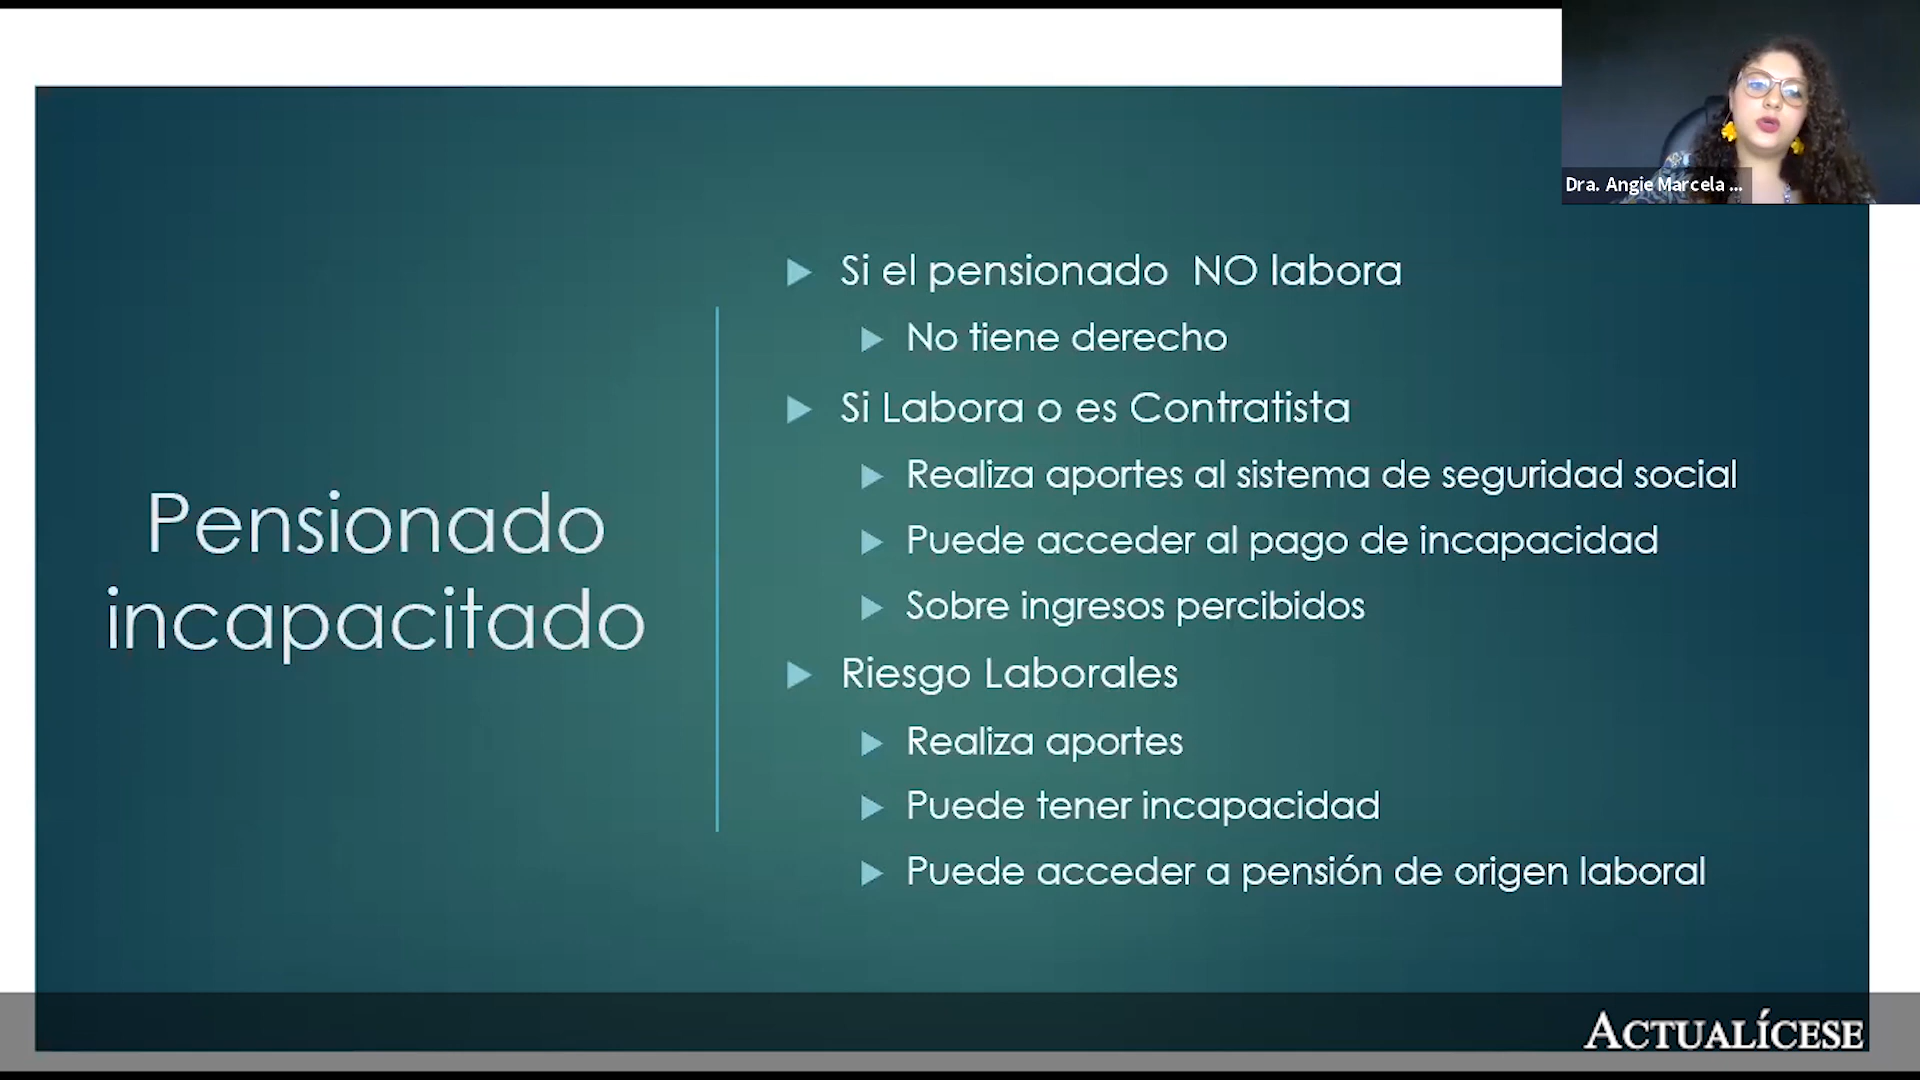 Dra. Angie Marcela ...
Pensionado
incapacitado
Si el pensionado NO labora
No tiene derecho
Si Labora o es Contratista
Realiza aportes al sistema de seguridad social
Puede acceder al pago de incapacidad
Sobre ingresos percibidos
Riesgo Laborales
Realiza aportes
Puede tener incapacidad
Puede acceder a pensión de origen laboral
ACTUALÍCESE